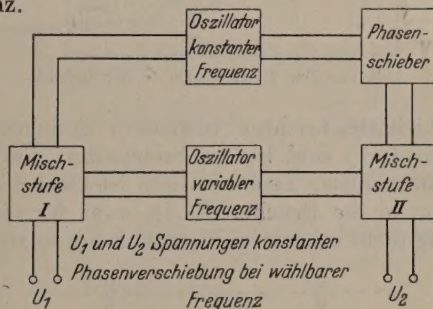 nz.
Oszillator
konstanter
Frequenz
Phasen-
schieber
Misch-
stufe
I
Oszillator
variabler
Frequenz
Misch-
stufe
II
U1 und U2 Spannungen konstanter
Phasenverschiebung bei wählbarer
Frequenz
U1
U2